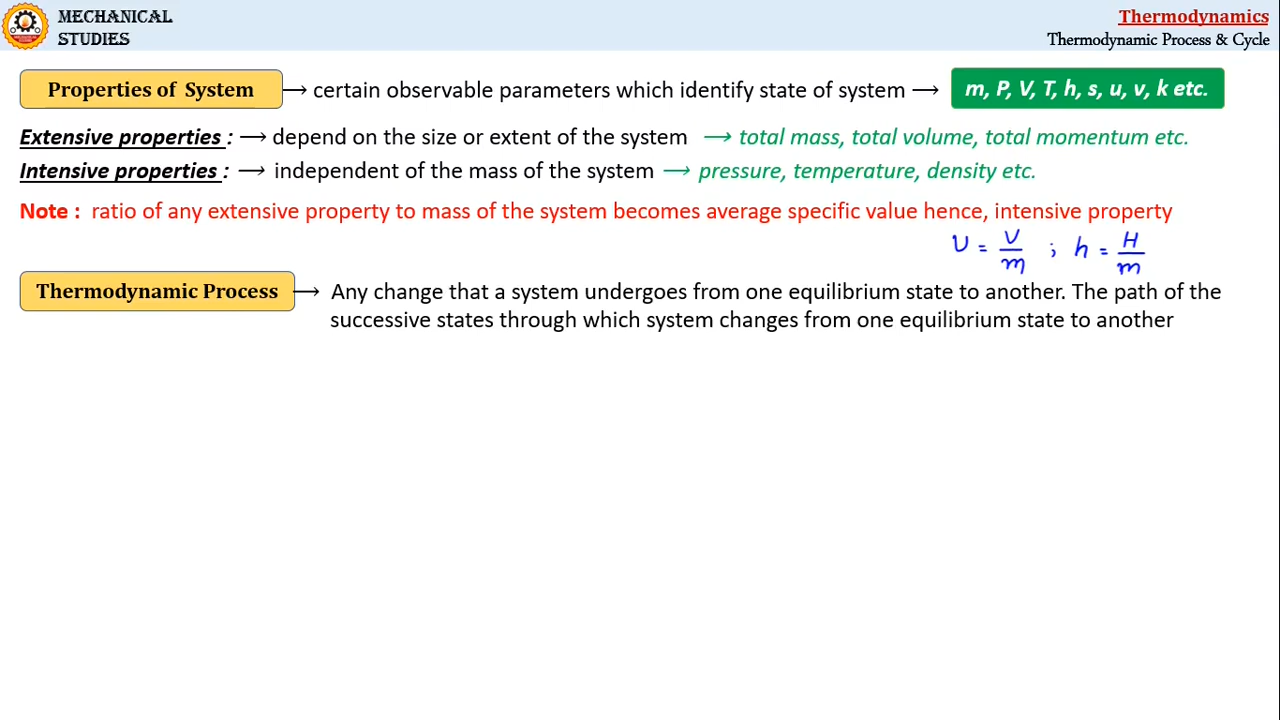 MECHANICAL
STUDIES
Thermodynamics
Thermodynamic Process & Cycle
Properties of System → certain observable parameters which identify state of system → m, P, V, T, h, s, u, v, k etc.
Extensive properties : → depend on the size or extent of the system → total mass, total volume, total momentum etc.
Intensive properties : → independent of the mass of the system → pressure, temperature, density etc.
Note : ratio of any extensive property to mass of the system becomes average specific value hence, intensive property
υ = V/m ; h = H/m
Thermodynamic Process → Any change that a system undergoes from one equilibrium state to another. The path of the
successive states through which system changes from one equilibrium state to another